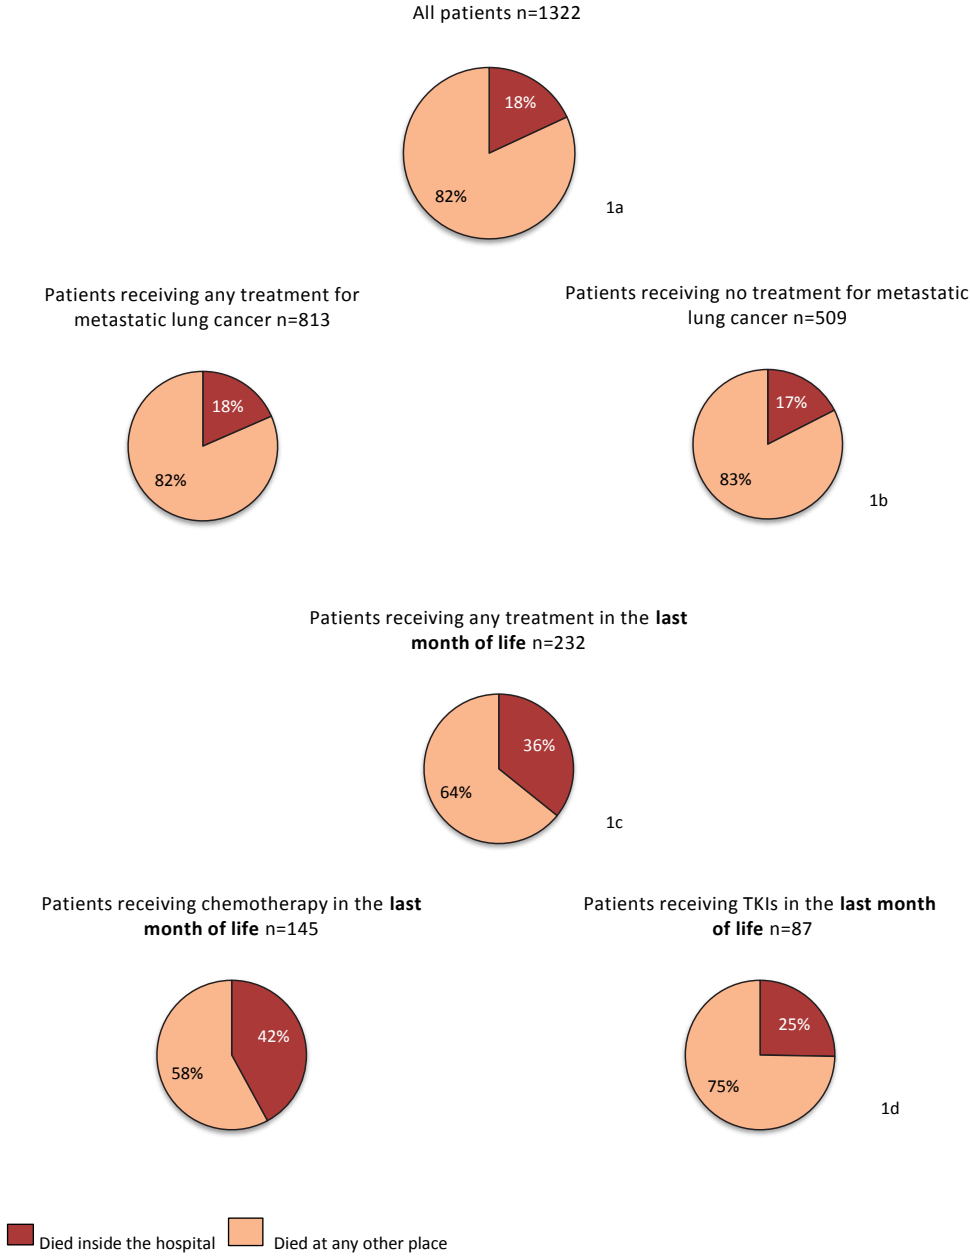 All patients n=1322
18%
82%
1a
Patients receiving any treatment for
metastatic lung cancer n=813
Patients receiving no treatment for metastatic
lung cancer n=509
18%
82%
17%
83%
1b
Patients receiving any treatment in the last
month of life n=232
36%
64%
1c
Patients receiving chemotherapy in the last
month of life n=145
Patients receiving TKIs in the last month
of life n=87
42%
58%
25%
75%
1d
Died inside the hospital
Died at any other place